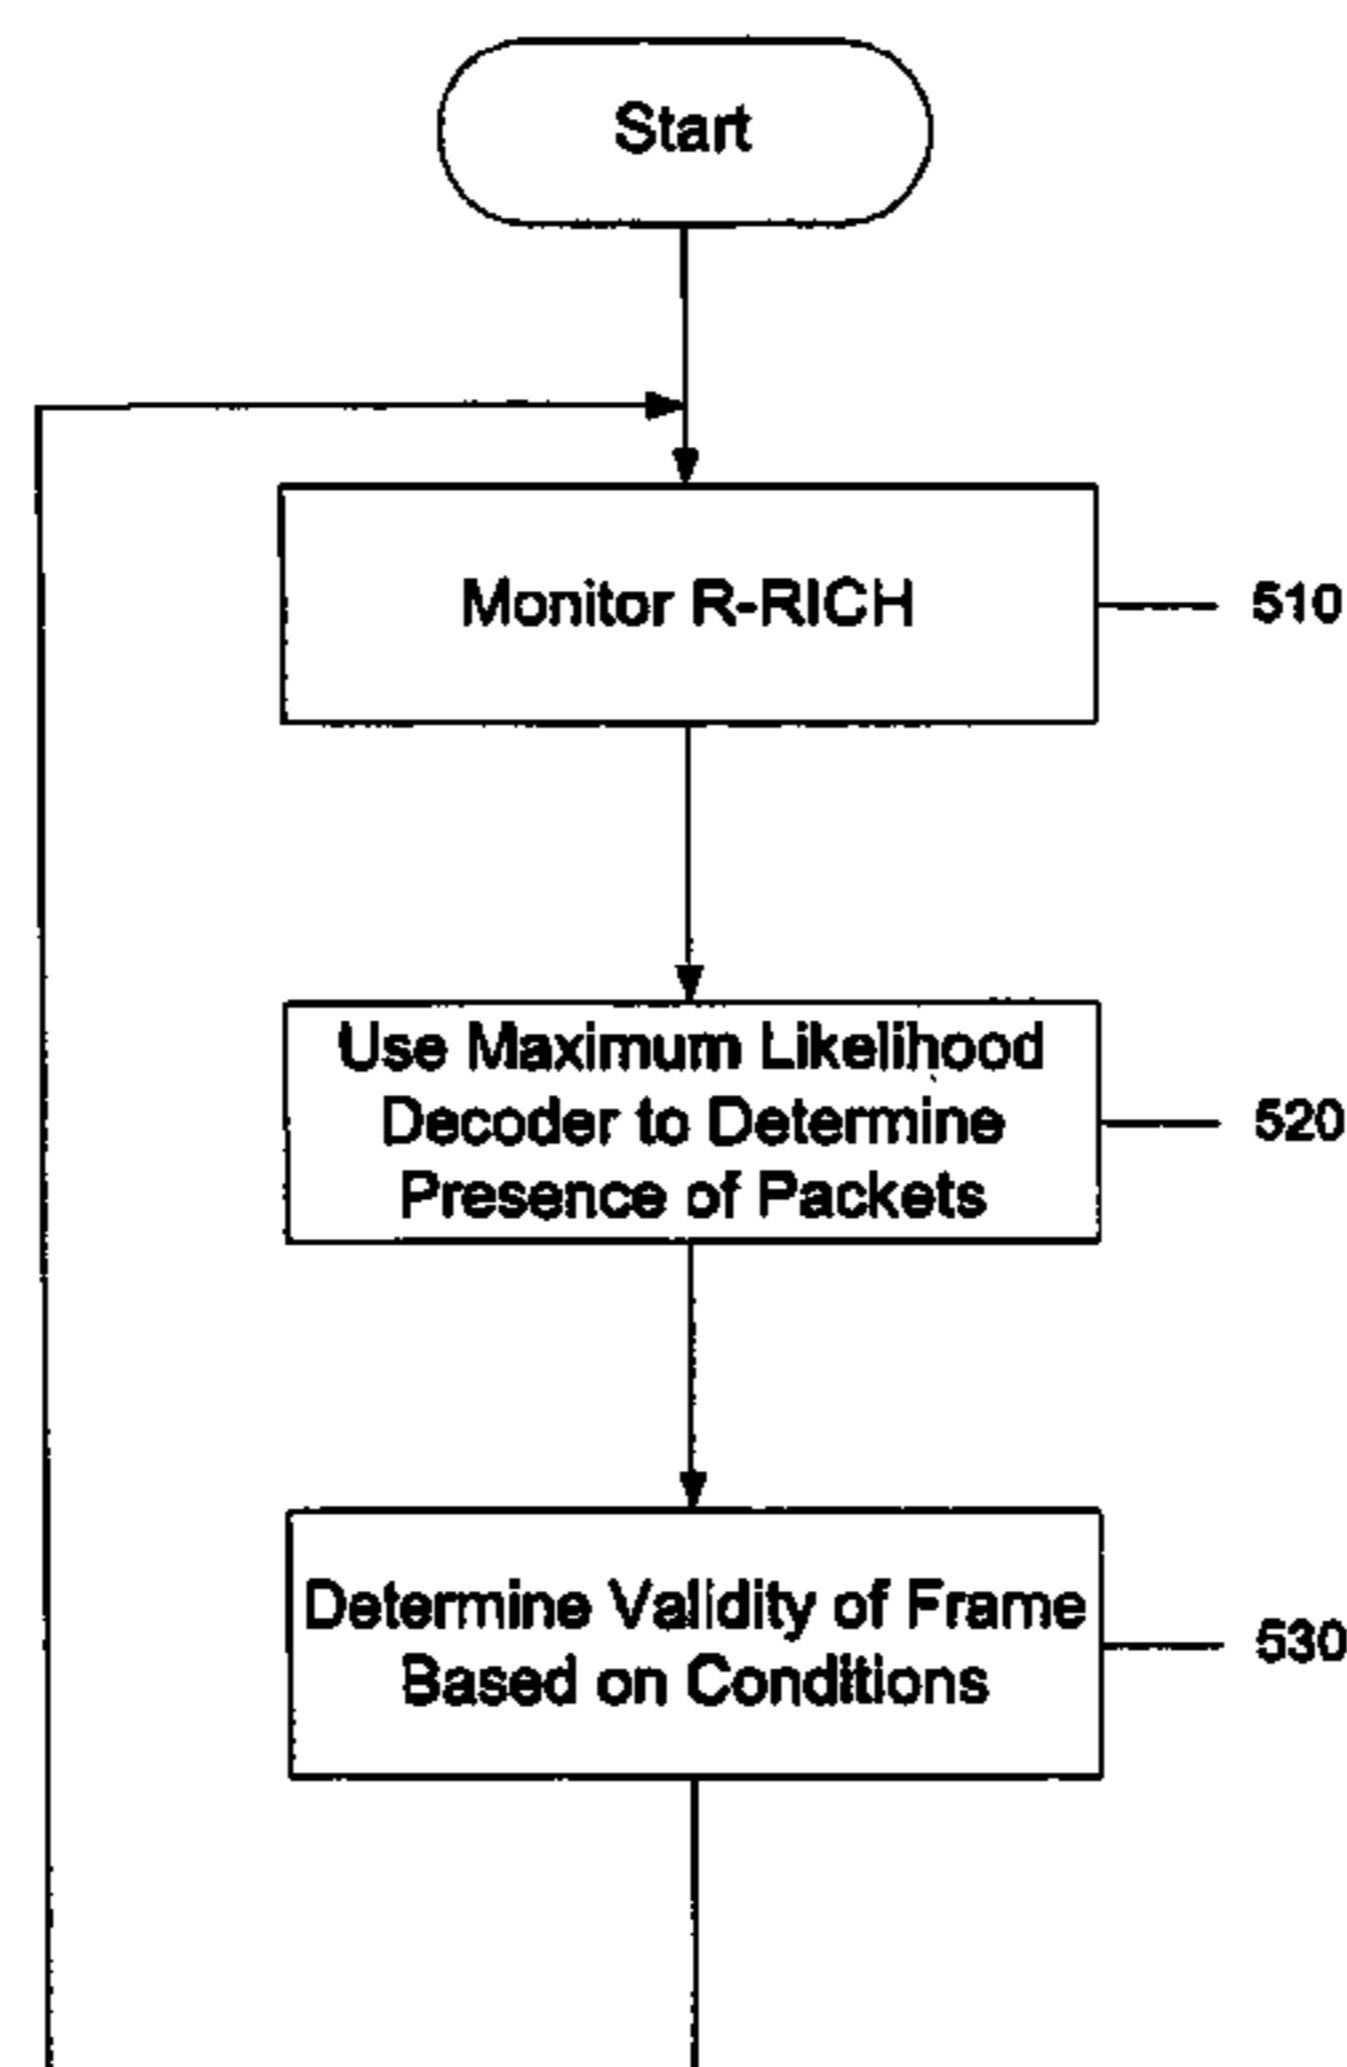 Start
Monitor R-RICH
510
Use Maximum Likelihood
Decoder to Determine
Presence of Packets
520
Determine Validity of Frame
Based on Conditions
530